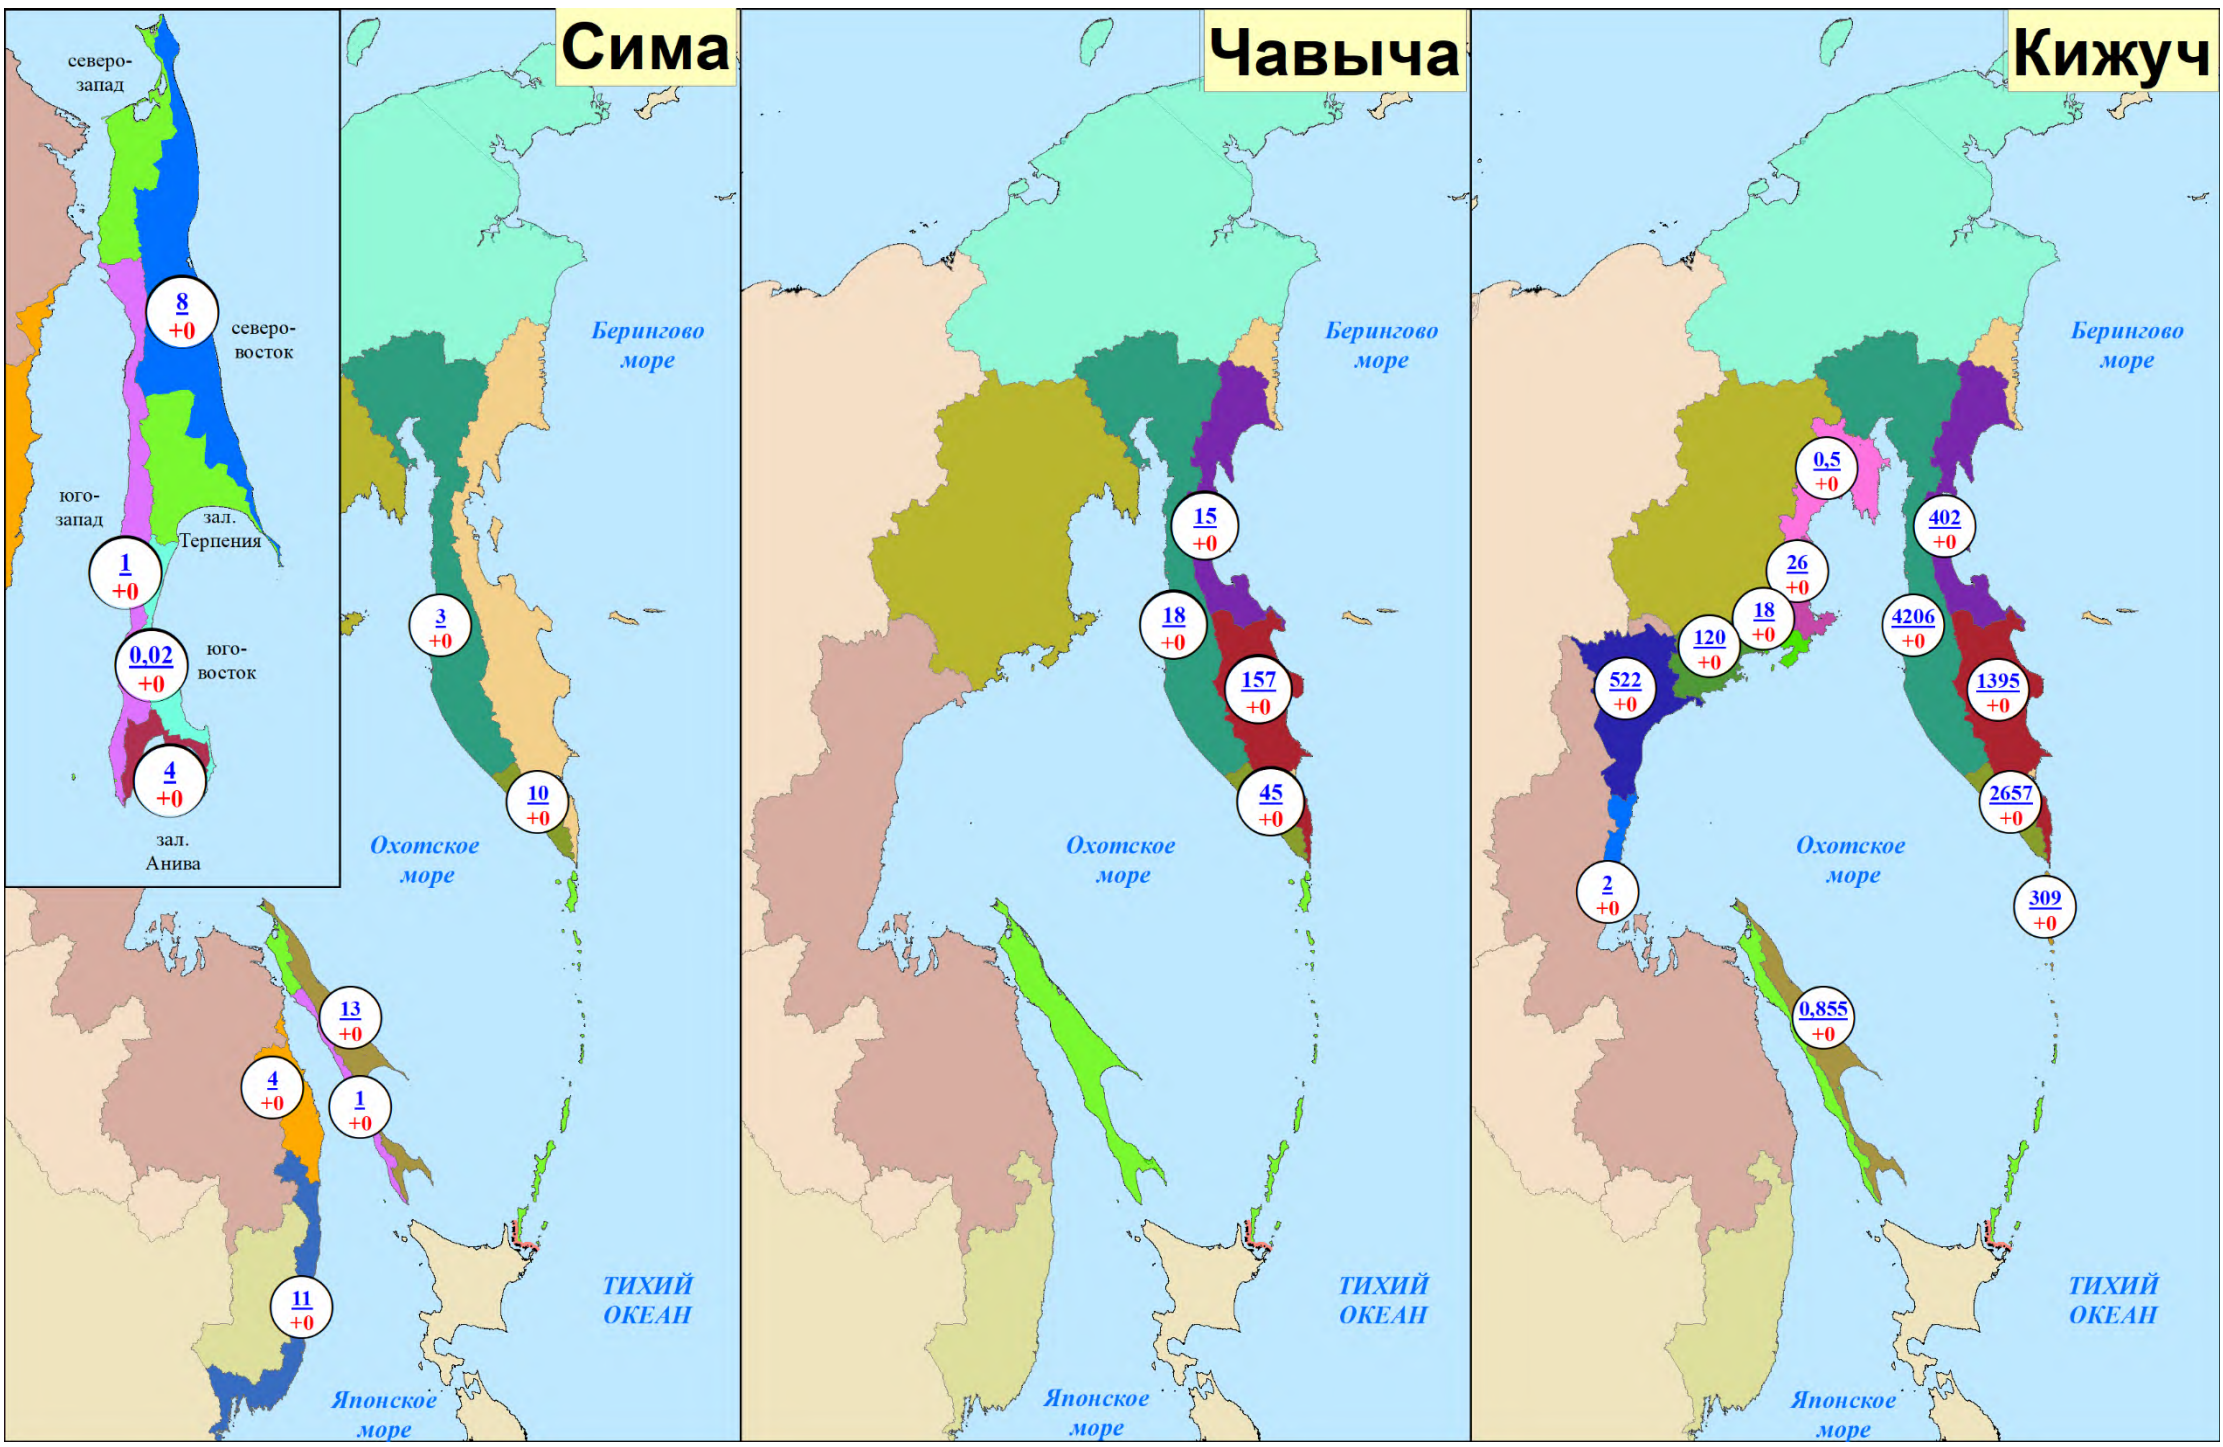 Сима
северо-
запад
8
+0
северо-
восток
юго-
запад
зал.
Терпения
1
+0
0,02
+0
юго-
восток
4
+0
зал.
Анива
Берингово
море
3
+0
10
+0
Охотское
море
13
+0
4
+0
1
+0
11
+0
ТИХИЙ
ОКЕАН
Японское
море
Чавыча
Берингово
море
15
+0
18
+0
157
+0
45
+0
Охотское
море
ТИХИЙ
ОКЕАН
Японское
море
Кижуч
Берингово
море
0,5
+0
402
+0
26
+0
18
+0
120
+0
4206
+0
522
+0
1395
+0
2657
+0
Охотское
море
2
+0
309
+0
0,855
+0
ТИХИЙ
ОКЕАН
Японское
море